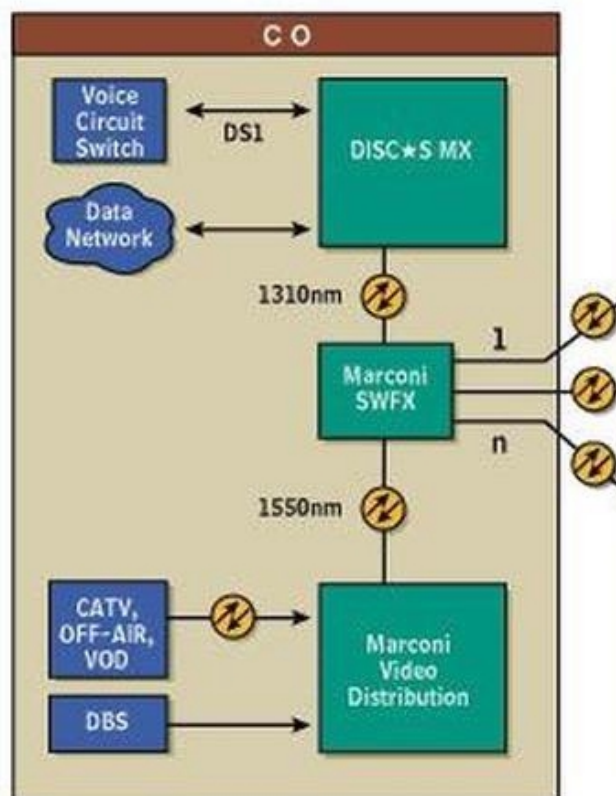 CO
Voice
Circuit
Switch
DS1
DISC★S MX
Data
Network
1310nm
1
Marconi
SWFX
n
1550nm
CATV,
OFF-AIR,
VOD
Marconi
Video
Distribution
DBS